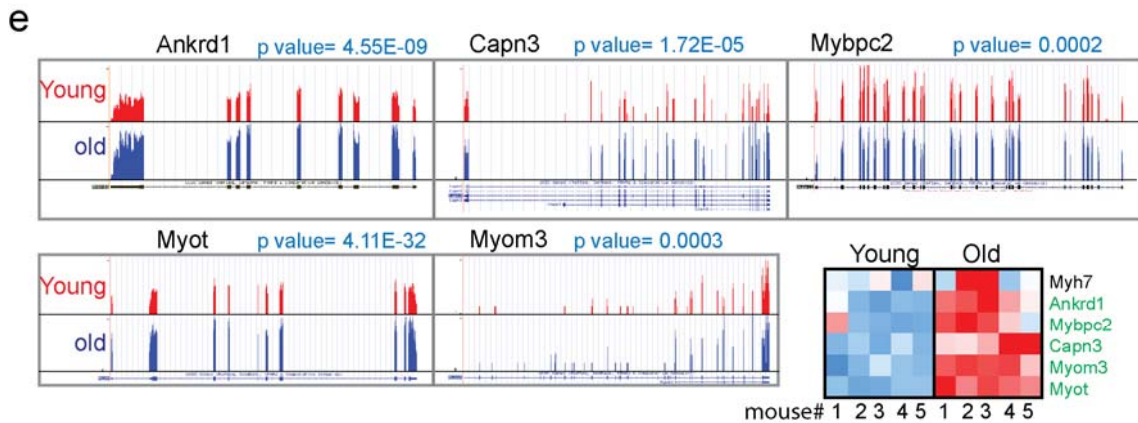 e
Ankrd1 p value= 4.55E-09
Capn3 p value= 1.72E-05
Mybpc2 p value= 0.0002
Young
old
Myot p value= 4.11E-32
Myom3 p value= 0.0003
Young
old
Young Old
Myh7
Ankrd1
Mybpc2
Capn3
Myom3
Myot
mouse# 1 2 3 4 5 1 2 3 4 5